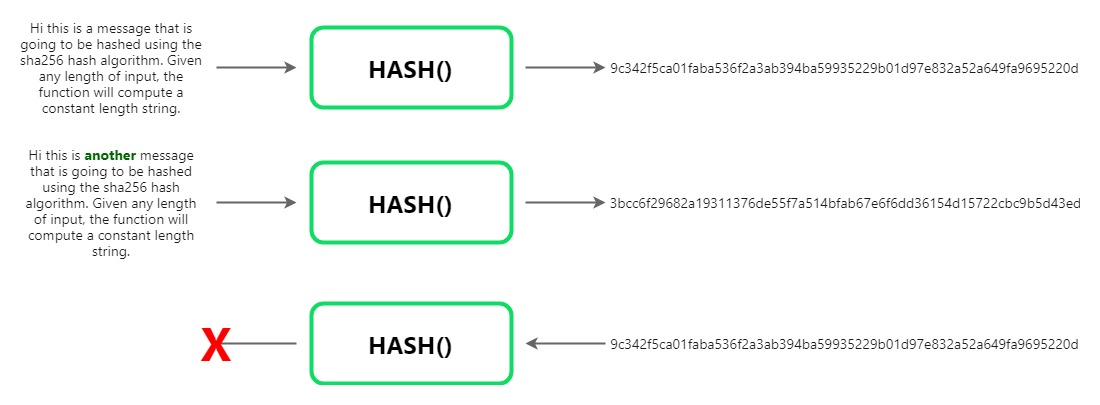 Hi this is a message that is
going to be hashed using the
sha256 hash algorithm. Given
any length of input, the
function will compute a
constant length string.
HASH()
9c342f5ca01faba536f2a3ab394ba59935229b01d97e832a52a649fa9695220d
Hi this is another message
that is going to be hashed
using the sha256 hash
algorithm. Given any length
of input, the function will
compute a constant length
string.
HASH()
3bcc6f29682a19311376de55f7a514bfab67e6f6dd36154d15722cbc9b5d43ed
X
HASH()
9c342f5ca01faba536f2a3ab394ba59935229b01d97e832a52a649fa9695220d